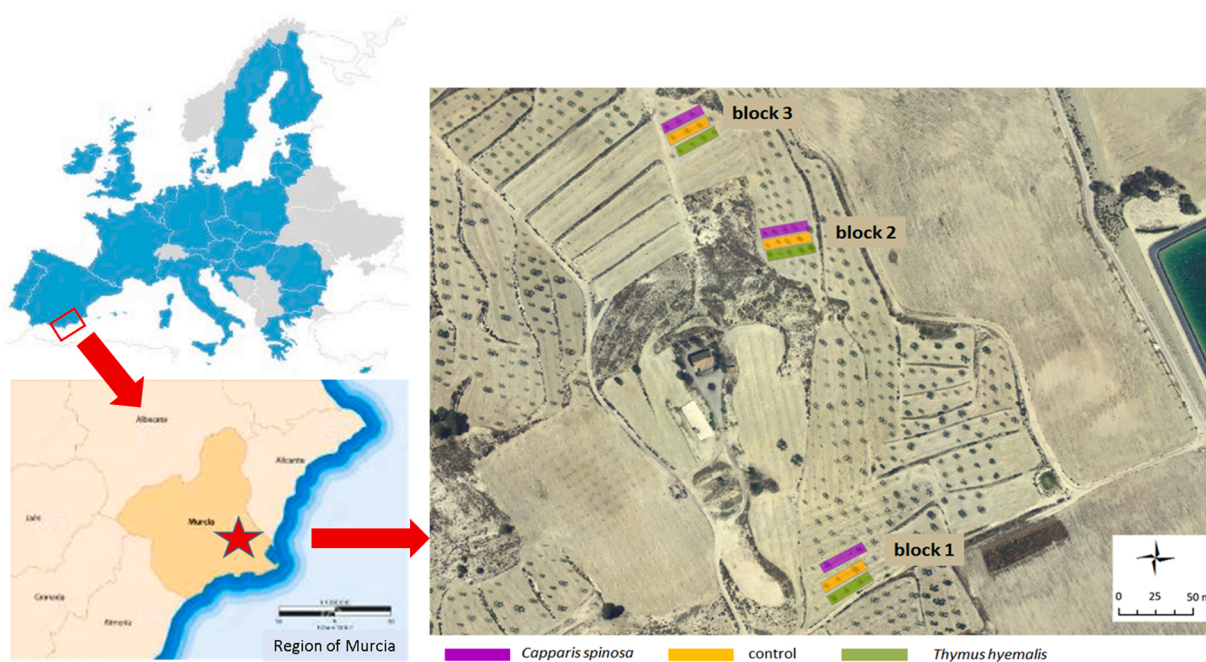 block 3
block 2
block 1
Albacete
Alicante
Jaén
Murcia
Granada
Almería
Region of Murcia
0 25 50 m
Capparis spinosa
control
Thymus hyemalis